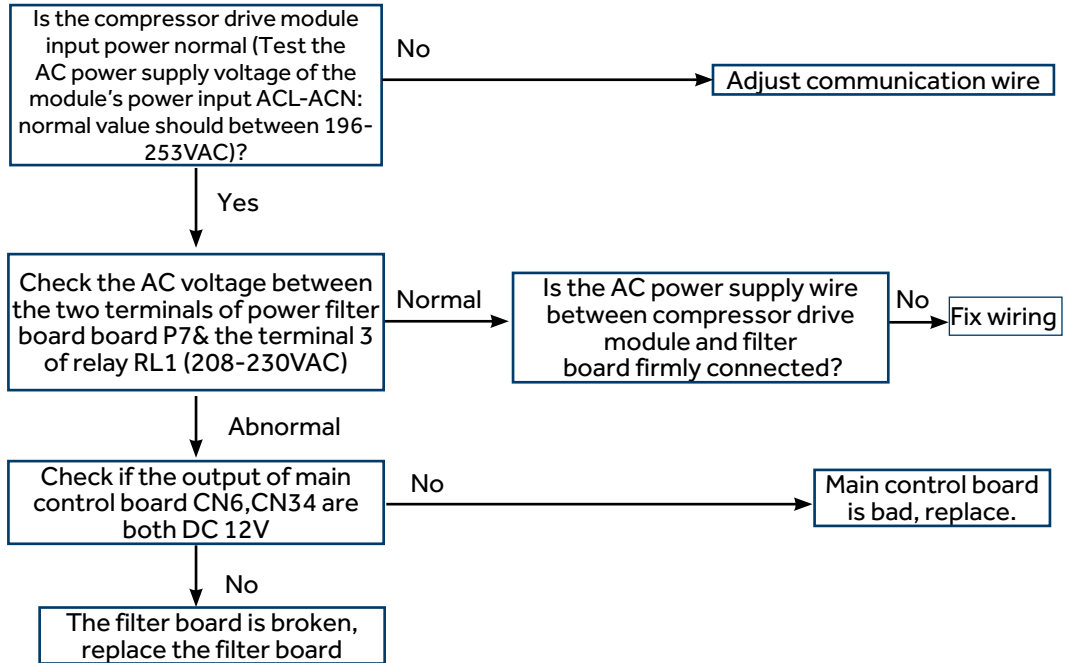 Is the compressor drive module
input power normal (Test the
AC power supply voltage of the
module's power input ACL-ACN:
normal value should between 196-
253VAC)?
No
Adjust communication wire
Yes
Check the AC voltage between
the two terminals of power filter
board board P7& the terminal 3
of relay RL1 (208-230VAC)
Normal
Is the AC power supply wire
between compressor drive
module and filter
board firmly connected?
No
Fix wiring
Abnormal
Check if the output of main
control board CN6,CN34 are
both DC 12V
No
Main control board
is bad, replace.
No
The filter board is broken,
replace the filter board